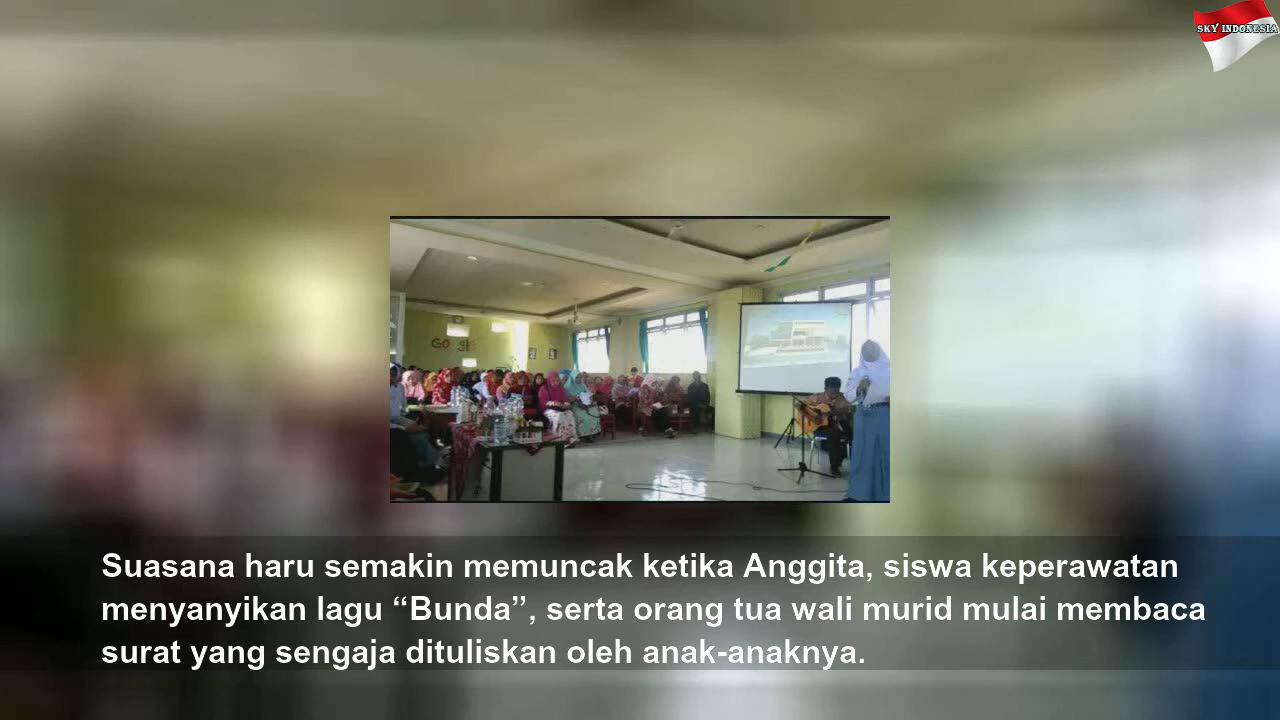 SKY INDONESIA
Suasana haru semakin memuncak ketika Anggita, siswa keperawatan
menyanyikan lagu “Bunda”, serta orang tua wali murid mulai membaca
surat yang sengaja dituliskan oleh anak-anaknya.